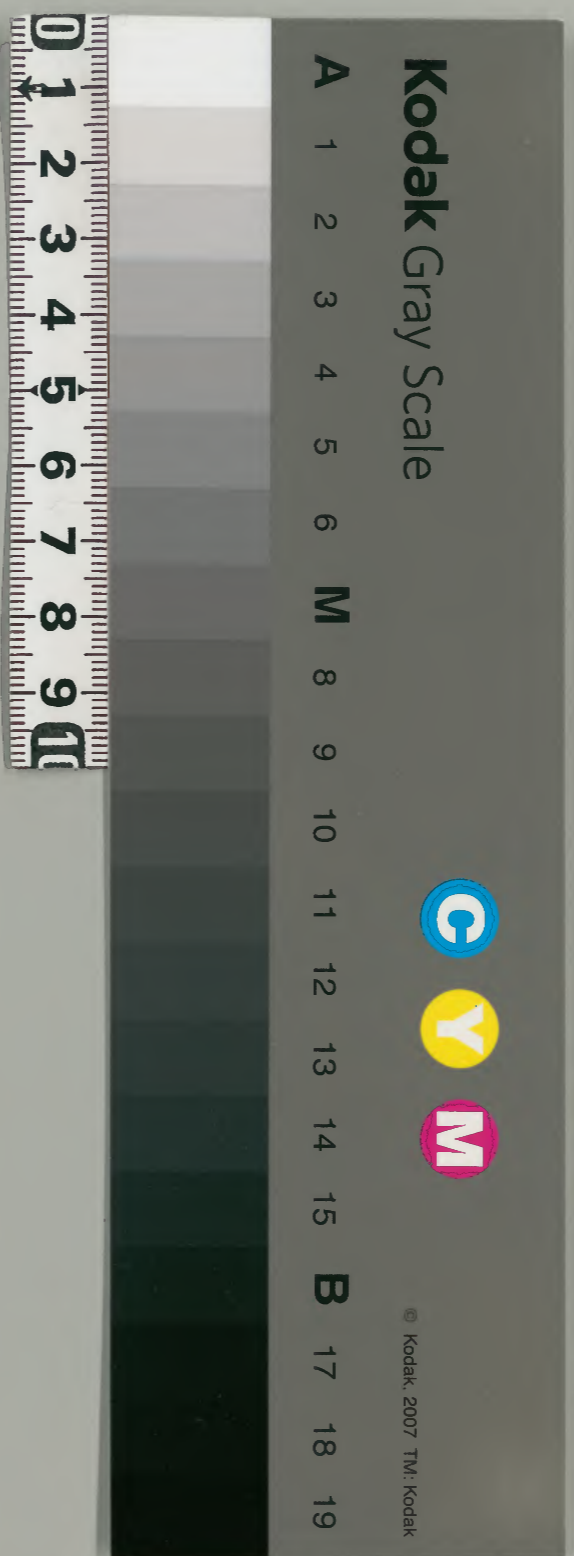 Kodak Gray Scale
C Y M
© Kodak, 2007 TM: Kodak
A 1 2 3 4 5 6 M 8 9 10 11 12 13 14 15 B 17 18 19
0 1 2 3 4 5 6 7 8 9 10